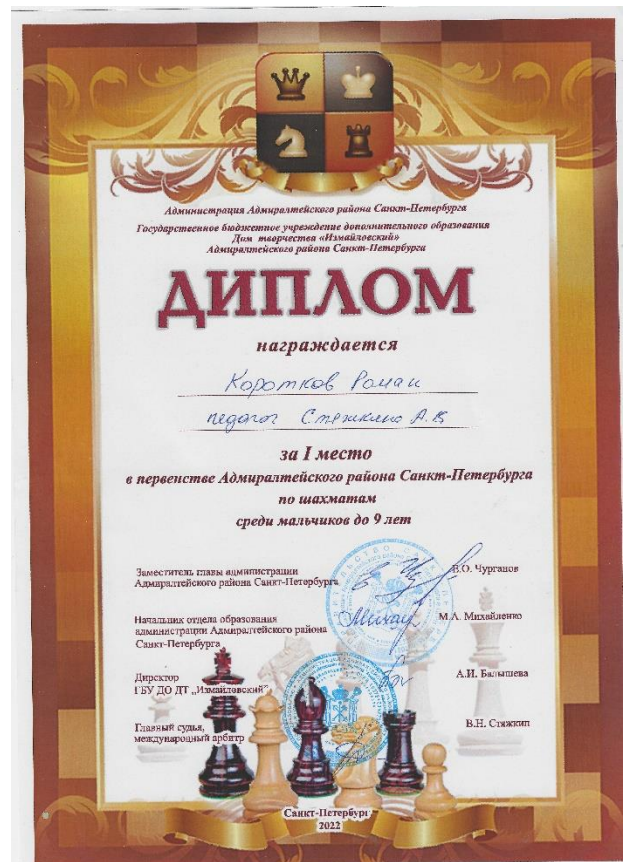 Администрация Адмиралтейского района Санкт-Петербурга
Государственное бюджетное учреждение дополнительного образования
Дом творчества «Измайловский»
Адмиралтейского района Санкт-Петербурга
ДИПЛОМ
награждается
Коротков Роман
педагог А.В
за I место
в первенстве Адмиралтейского района Санкт-Петербурга
по шахматам
среди мальчиков до 9 лет
Заместитель главы администрации
Адмиралтейского района Санкт-Петербурга
В.О. Чурганов
Начальник отдела образования
администрации Адмиралтейского района
Санкт-Петербурга
М.А. Михайленко
Директор
ГБУ ДО ДТ „Измайловский"
А.И. Балышева
Главный судья,
международный арбитр
В.Н. Стяжкин
Санкт-Петербург
2022